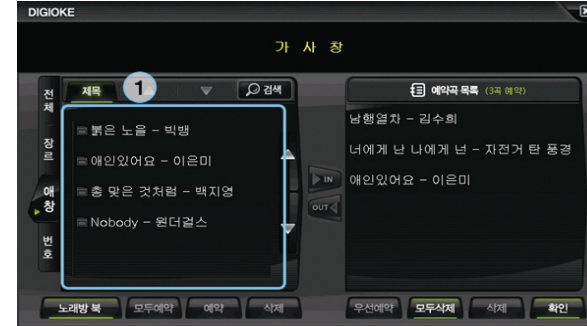 DIGIOKE
가 사 창
전체
장르
애창
번호
제목
1
검색
붉은 노을 - 빅뱅
애인있어요 - 이은미
총 맞은 것처럼 - 백지영
Nobody - 원더걸스
IN
OUT
예약곡 목록 (3곡 예약)
남행열차 - 김수희
너에게 난 나에게 넌 - 자전거 탄 풍경
애인있어요 - 이은미
노래방 북
모두예약
예약
삭제
우선예약
모두삭제
삭제
확인